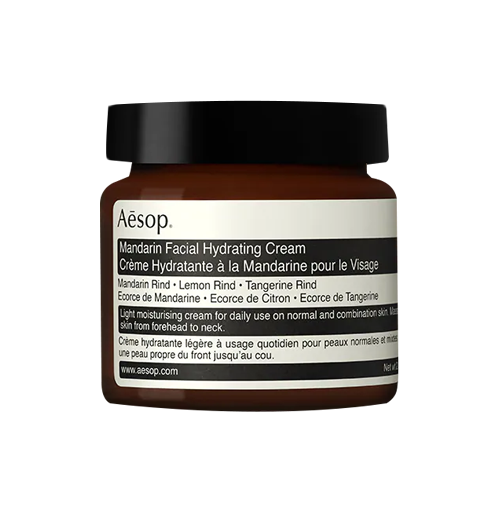 Aēsop.
Mandarin Facial Hydrating Cream
Crème Hydratante à la Mandarine pour le Visage
Mandarin Rind • Lemon Rind • Tangerine Rind
Ecorce de Mandarine • Ecorce de Citron • Ecorce de Tangerine
Light moisturising cream for daily use on normal and combination skin.
skin from forehead to neck.
Crème hydratante légère à usage quotidien pour peaux normales et
une peau propre du front jusqu'au cou.
www.aesop.com
Net